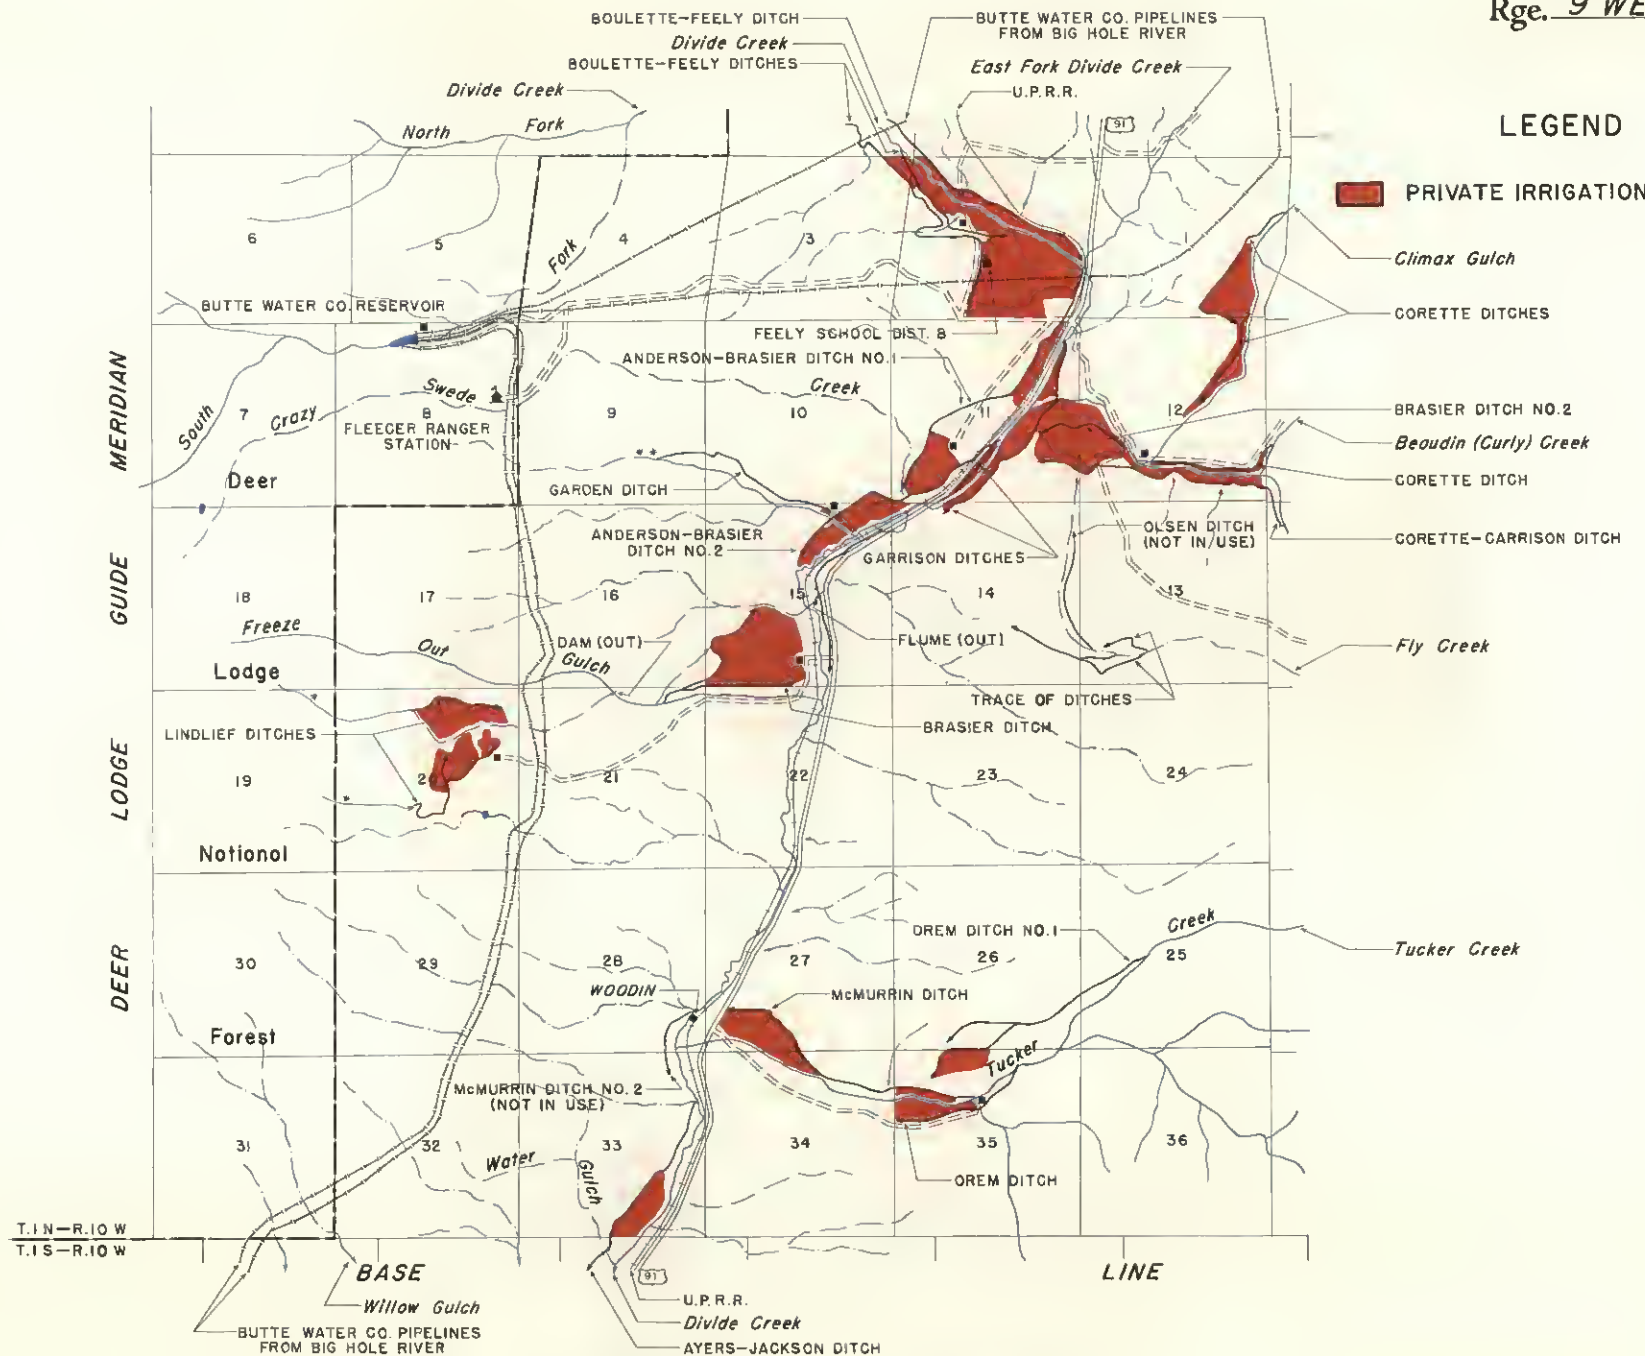 Rge. 9 WE
BOULETTE-FEELY DITCH
Divide Creek
BOULETTE-FEELY DITCHES
BUTTE WATER CO. PIPELINES
FROM BIG HOLE RIVER
East Fork Divide Creek
U.P.R.R.
91
Divide Creek
North Fork
LEGEND
PRIVATE IRRIGATION
6
5
4
3
1
Fork
Climax Gulch
BUTTE WATER CO. RESERVOIR
CORETTE DITCHES
FEELY SCHOOL DIST. 8
ANDERSON-BRASIER DITCH NO.1
MERIDIAN
South
7
Crazy
8
Swede
9
10
Creek
11
12
BRASIER DITCH NO.2
FLEECER RANGER
STATION
Beoudin (Curly) Creek
Deer
GARDEN DITCH
CORETTE DITCH
ANDERSON-BRASIER
DITCH NO.2
OLSEN DITCH
(NOT IN USE)
GARRISON DITCHES
CORETTE-CARRISON DITCH
GUIDE
18
17
16
15
14
13
Freeze
Out
Gulch
DAM (OUT)
FLUME (OUT)
Fly Creek
Lodge
TRACE OF DITCHES
BRASIER DITCH
LINDLIEF DITCHES
LODGE
19
20
21
22
23
24
Notionol
DEER
OREM DITCH NO.1
Creek
Tucker Creek
30
29
28
27
26
25
WOODIN
McMURRIN DITCH
Forest
Tucker
McMURRIN DITCH NO.2
(NOT IN USE)
31
32
33
34
35
36
Water
Gulch
OREM DITCH
T.1N-R.10 W
T.1S-R.10 W
BASE
LINE
91
Willow Gulch
U.P.R.R.
Divide Creek
BUTTE WATER CO. PIPELINES
FROM BIG HOLE RIVER
AYERS-JACKSON DITCH